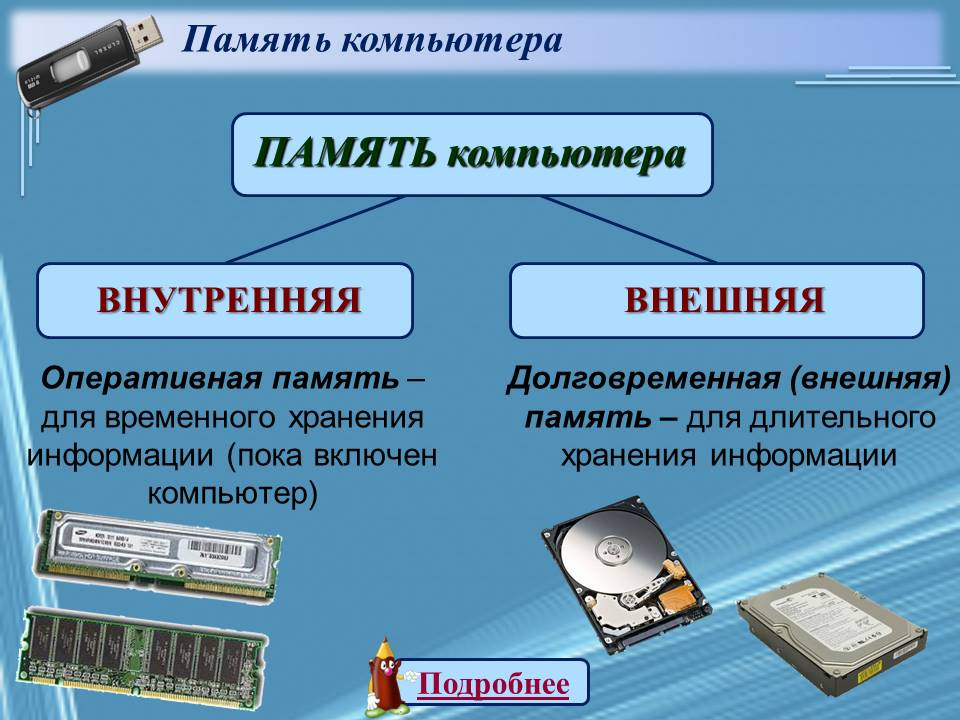 Память компьютера
ПАМЯТЬ компьютера
ВНУТРЕННЯЯ
ВНЕШНЯЯ
Оперативная память –
для временного хранения
информации (пока включен
компьютер)
Долговременная (внешняя)
память – для длительного
хранения информации
Подробнее